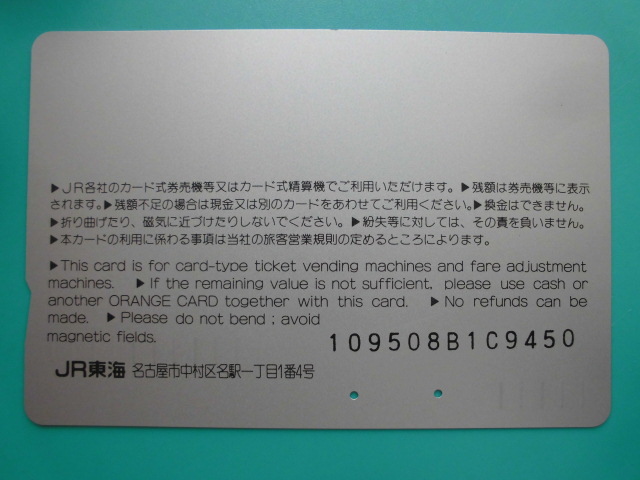 ▶JR各社のカード式券売機等又はカード式精算機でご利用いただけます。▶残額は券売機等に表示
されます。▶残額不足の場合は現金又は別のカードをあわせてご利用ください。▶換金はできません。
▶折り曲げたり、磁気に近づけたりしないでください。▶紛失等に対しては、その責を負いません。
▶本カードの利用に係わる事項は当社の旅客営業規則の定めるところによります。
▶This card is for card-type ticket vending machines and fare adjustment
machines. ▶If the remaining value is not sufficient, please use cash or
another ORANGE CARD together with this card. ▶No refunds can be
made. ▶Please do not bend; avoid
magnetic fields.
109508B1C9450
JR東海 名古屋市中村区名駅一丁目1番4号